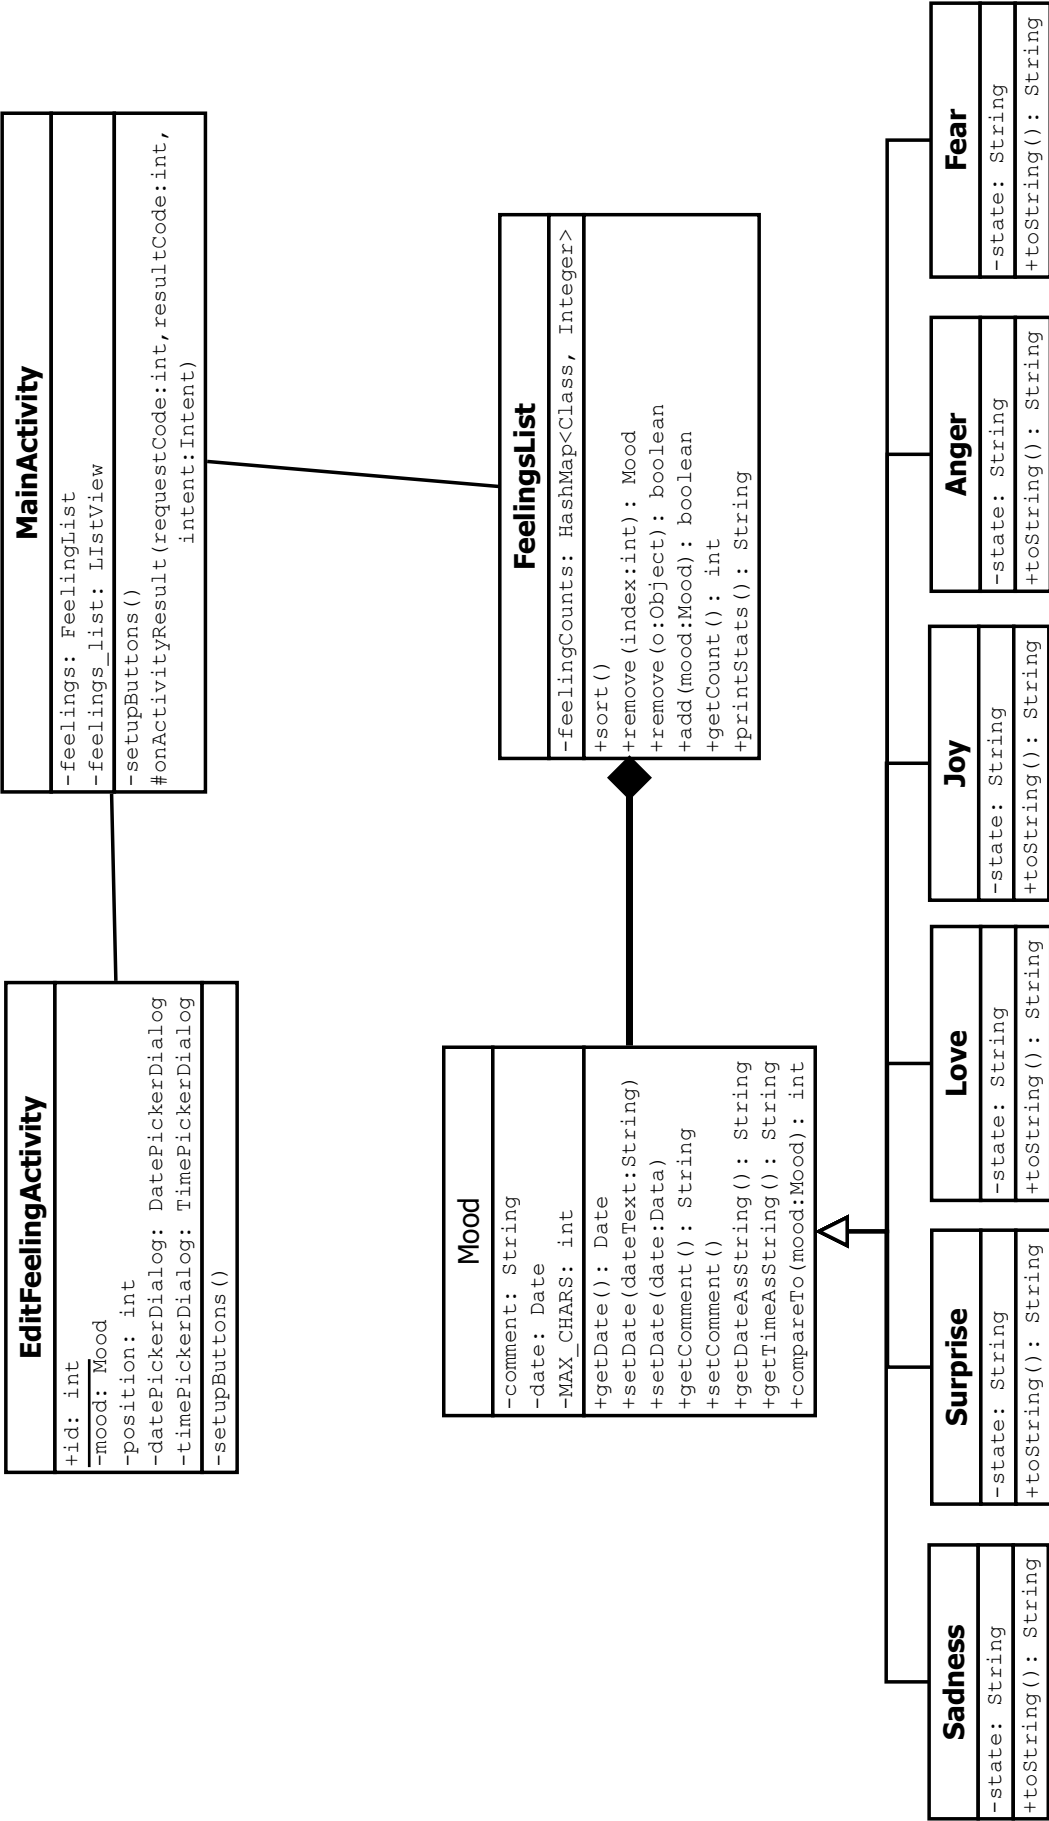 EditFeelingActivity
+id: int
-mood: Mood
-position: int
-datePickerDialog: DatePickerDialog
-timePickerDialog: TimePickerDialog
-setupButtons()
MainActivity
-feelings: FeelingList
-feelings_list: LIstView
-setupButtons()
#onActivityResult(requestCode:int,resultCode:int,
intent:Intent)
Mood
-comment: String
-date: Date
-MAX_CHARS: int
+getDate(): Date
+setDate(dateText:String)
+setDate(date:Data)
+getComment(): String
+setComment()
+getDateAsString(): String
+getTimeAsString(): String
+compareTo(mood:Mood): int
FeelingsList
-feelingCounts: HashMap<Class, Integer>
+sort()
+remove(index:int): Mood
+remove(o:Object): boolean
+add(mood:Mood): boolean
+getCount(): int
+printStats(): String
Sadness
-state: String
+toString(): String
Surprise
-state: String
+toString(): String
Love
-state: String
+toString(): String
Joy
-state: String
+toString(): String
Anger
-state: String
+toString(): String
Fear
-state: String
+toString(): String